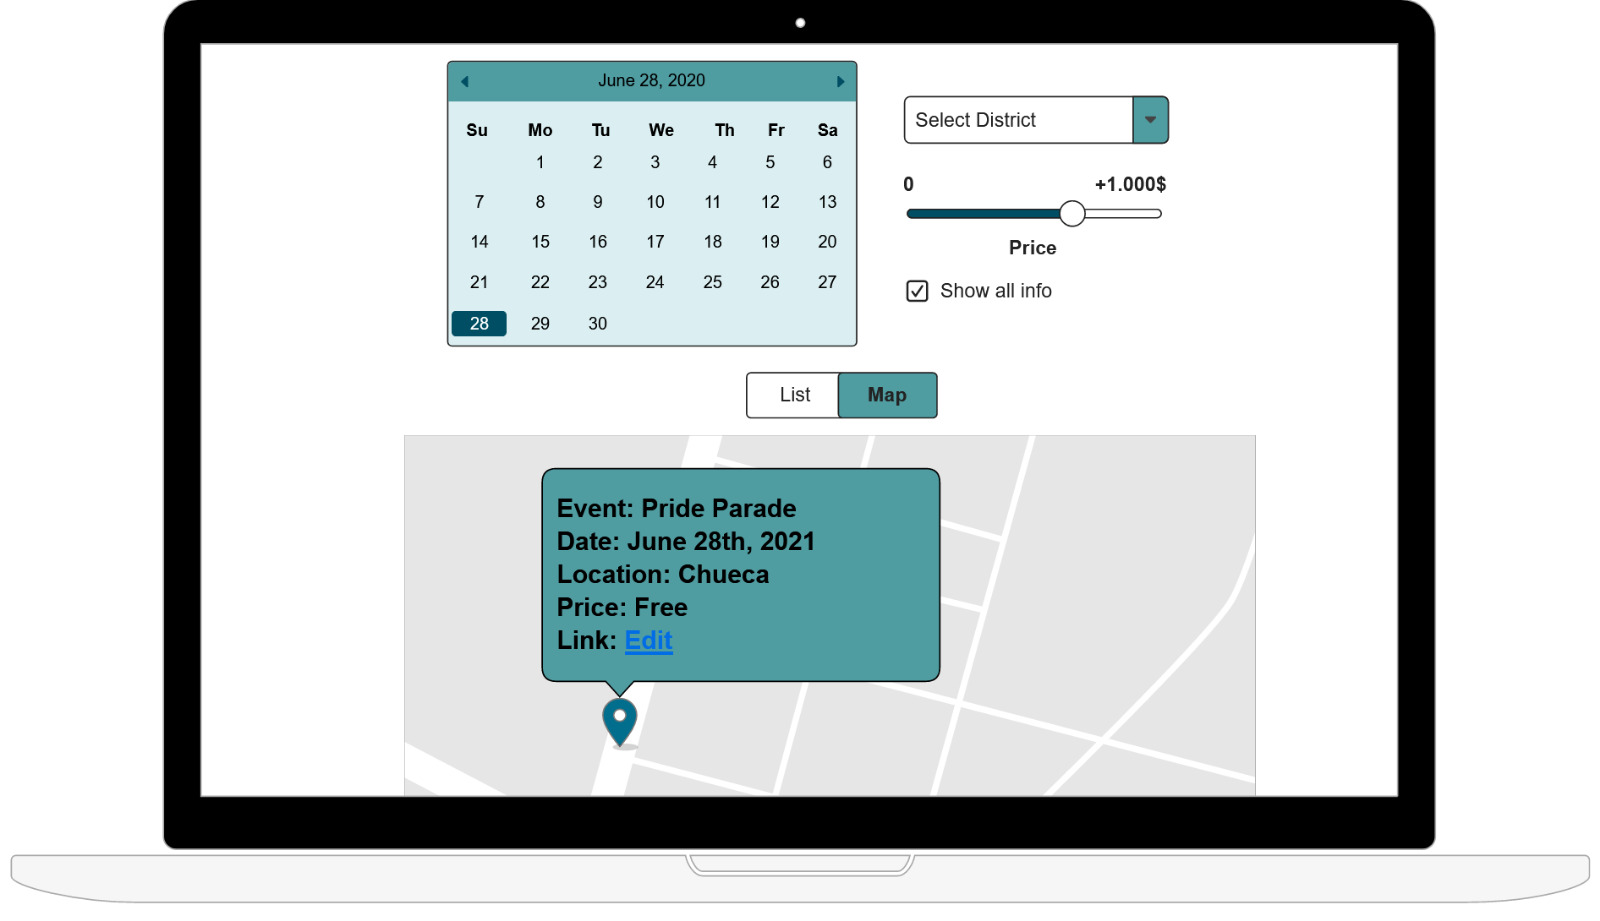 June 28, 2020
Su Mo Tu We Th Fr Sa
1 2 3 4 5 6
7 8 9 10 11 12 13
14 15 16 17 18 19 20
21 22 23 24 25 26 27
28 29 30
Select District
0 +1.000$
Price
Show all info
List Map
Event: Pride Parade
Date: June 28th, 2021
Location: Chueca
Price: Free
Link: Edit